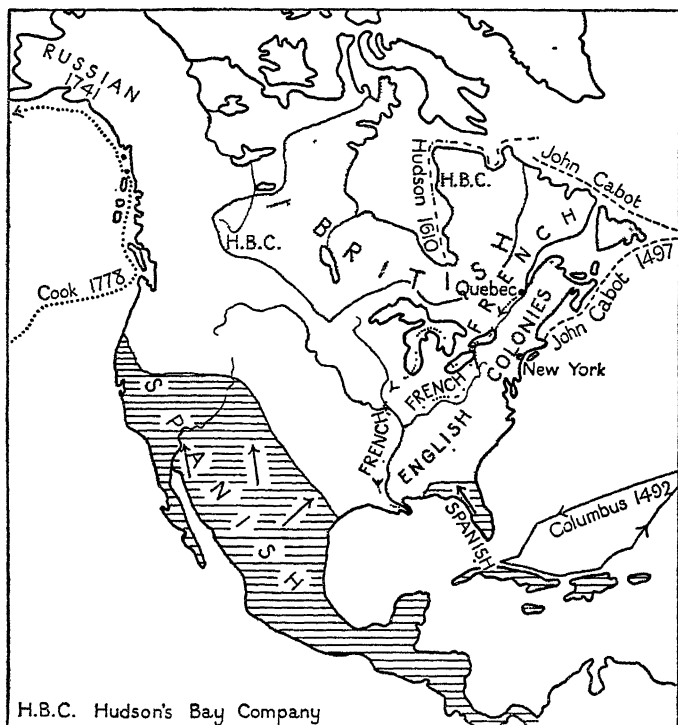 RUSSIAN
1741
Cook 1778
H.B.C.
Hudson 1610
H.B.C.
John Cabot
BRITISH
FRENCH
Quebec
John Cabot 1497
COLONIES
New York
FRENCH
FRENCH
ENGLISH
SPANISH
SPANISH
Columbus 1492
H.B.C. Hudson's Bay Company